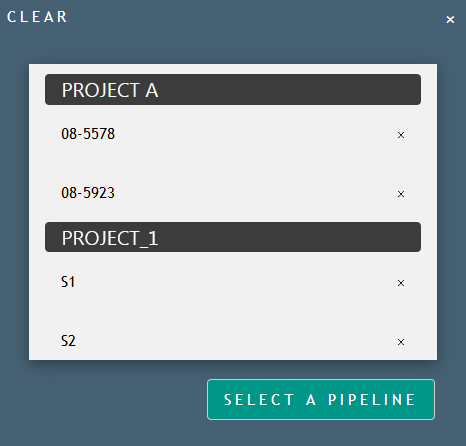 CLEAR ×
PROJECT A
08-5578 ×
08-5923 ×
PROJECT_1
S1 ×
S2 ×
SELECT A PIPELINE